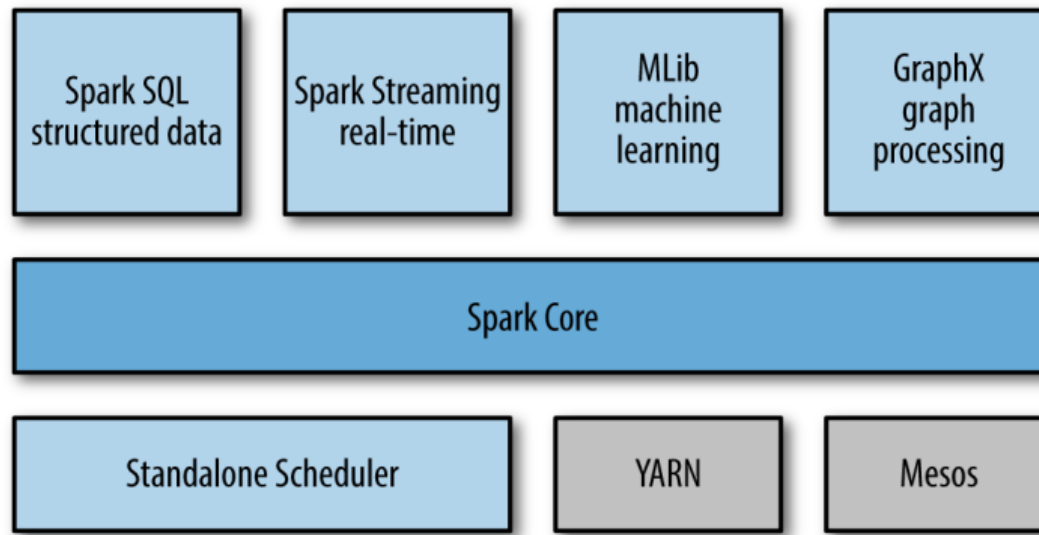 Spark SQL
structured data
Spark Streaming
real-time
MLib
machine
learning
GraphX
graph
processing
Spark Core
Standalone Scheduler
YARN
Mesos